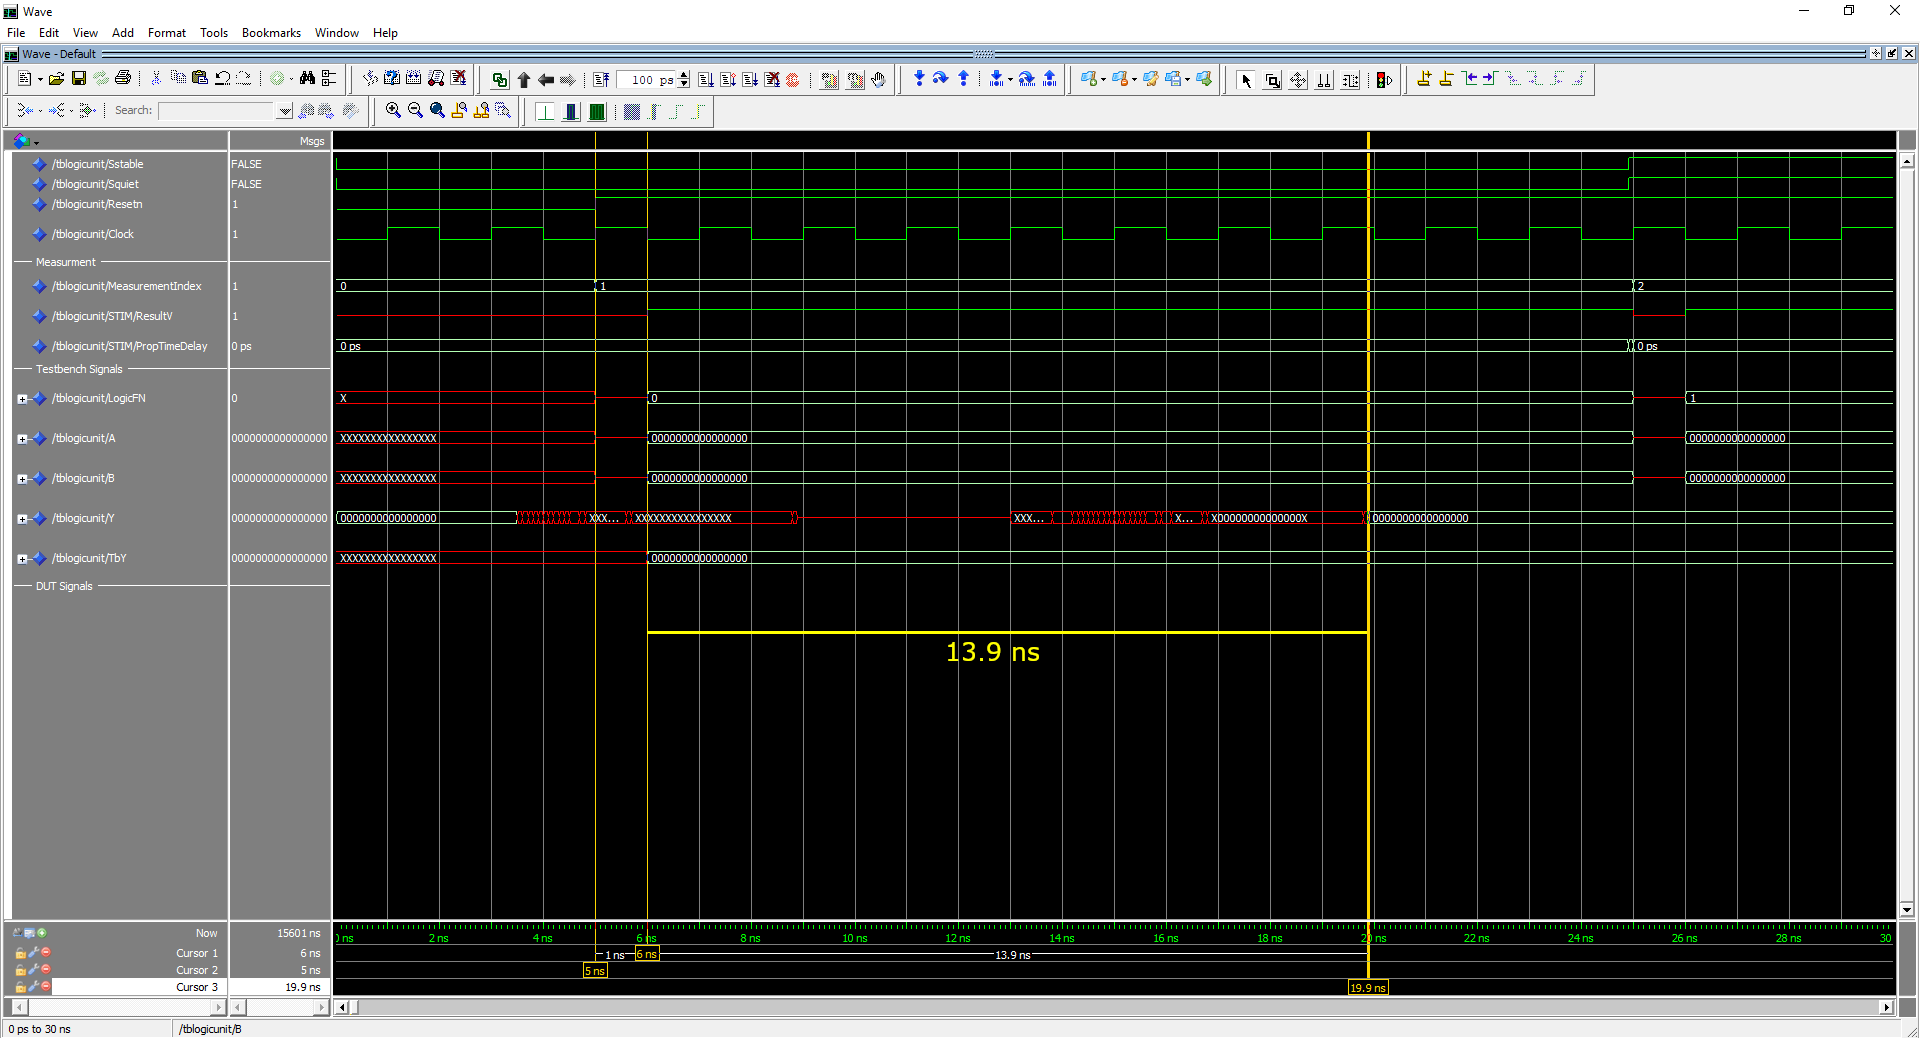 Wave
File Edit View Add Format Tools Bookmarks Window Help
Wave - Default
100 ps
Search:
Msgs
/tblogicunit/Sstable FALSE
/tblogicunit/Squiet FALSE
/tblogicunit/Resetn 1
/tblogicunit/Clock 1
Measurment
/tblogicunit/MeasurementIndex 1 0 1 2
/tblogicunit/STIM/ResultV 1
/tblogicunit/STIM/PropTimeDelay 0 ps 0 ps 0 ps
Testbench Signals
/tblogicunit/LogicFN 0 X 0 1
/tblogicunit/A 0000000000000000 XXXXXXXXXXXXXXXX 0000000000000000 0000000000000000
/tblogicunit/B 0000000000000000 XXXXXXXXXXXXXXXX 0000000000000000 0000000000000000
/tblogicunit/Y 0000000000000000 0000000000000000 XXX... XXXXXXXXXXXXXXXX XXX... X... X00000000000000X 0000000000000000
/tblogicunit/TbY 0000000000000000 XXXXXXXXXXXXXXXX 0000000000000000
DUT Signals
13.9 ns
Now 15601 ns
ns 2 ns 4 ns 6 ns 8 ns 10 ns 12 ns 14 ns 16 ns 18 ns 20 ns 22 ns 24 ns 26 ns 28 ns 30
Cursor 1 6 ns 1 ns 6 ns 13.9 ns
Cursor 2 5 ns 5 ns
Cursor 3 19.9 ns 19.9 ns
0 ps to 30 ns /tblogicunit/B